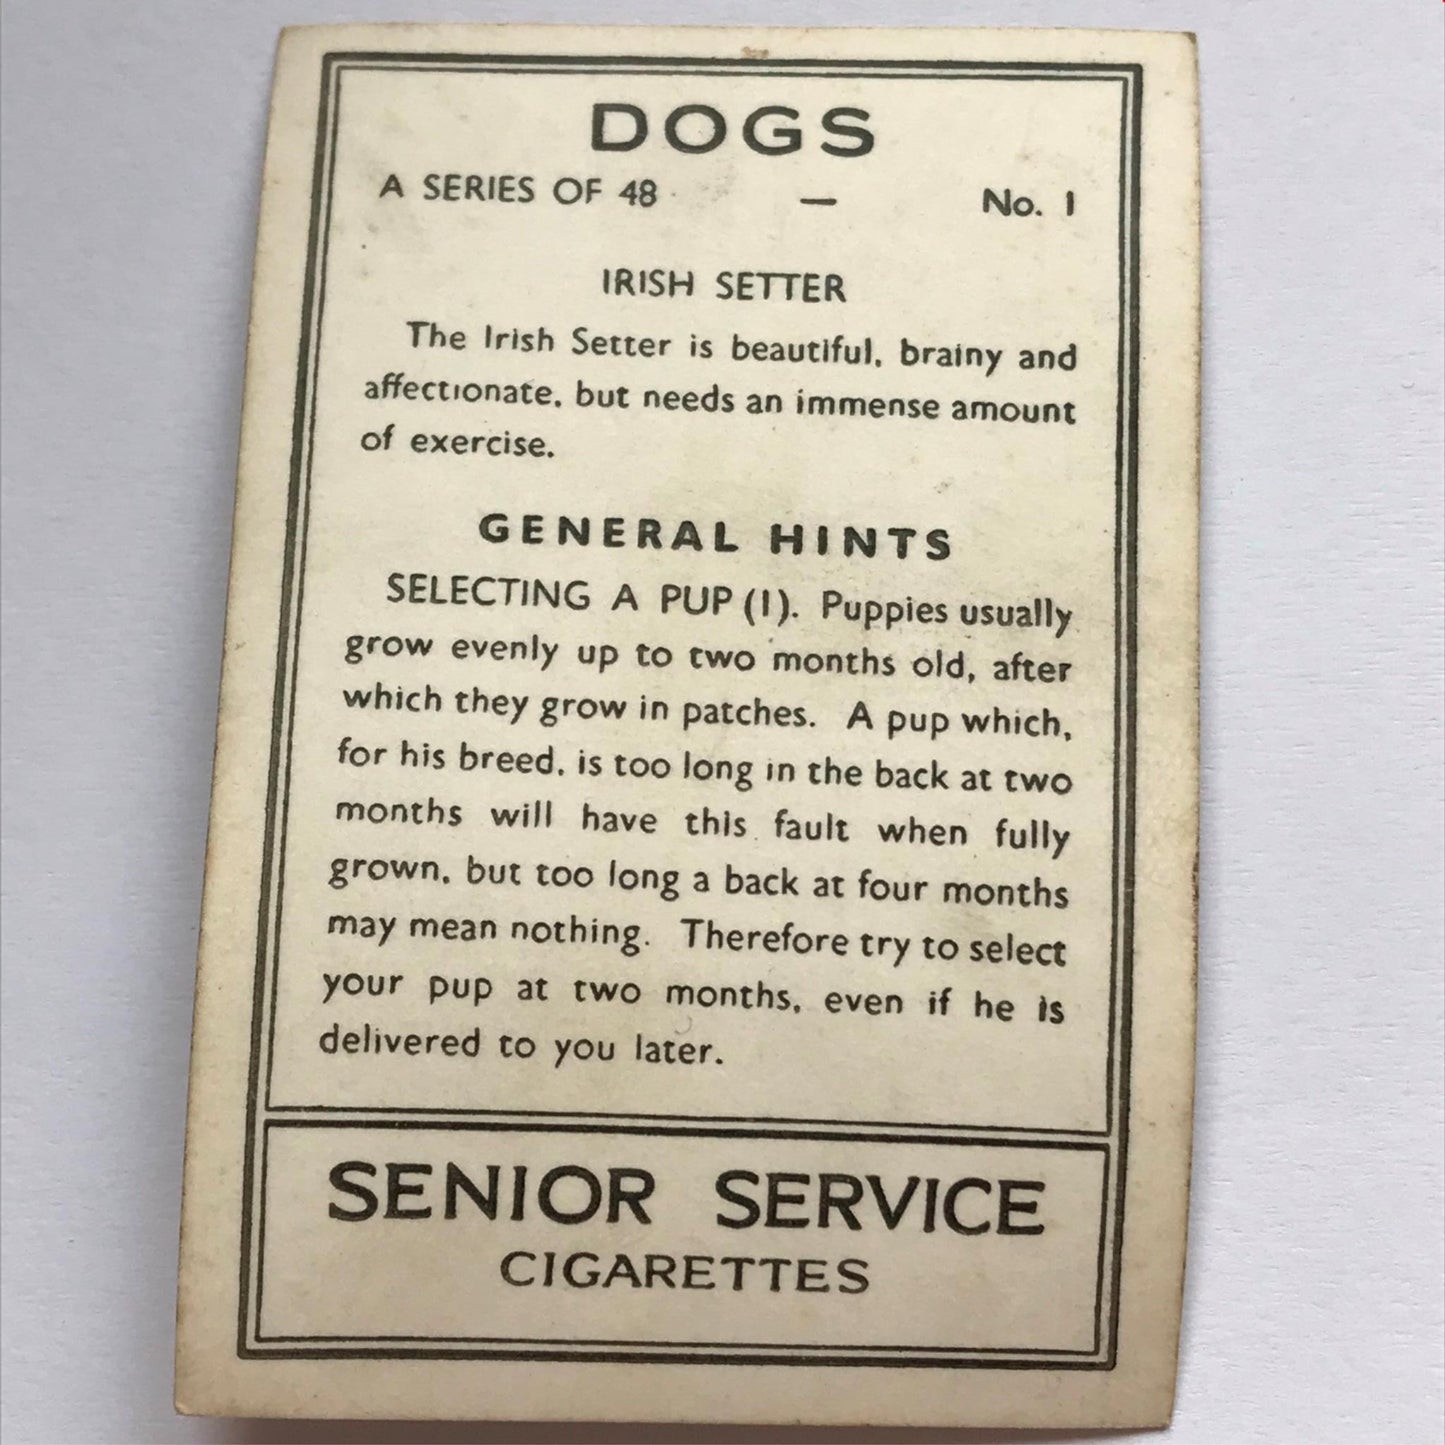 DOGS
A SERIES OF 48 — No. 1
IRISH SETTER
The Irish Setter is beautiful, brainy and
affectionate, but needs an immense amount
of exercise.
GENERAL HINTS
SELECTING A PUP (1). Puppies usually
grow evenly up to two months old, after
which they grow in patches. A pup which,
for his breed, is too long in the back at two
months will have this fault when fully
grown, but too long a back at four months
may mean nothing. Therefore try to select
your pup at two months, even if he is
delivered to you later.
SENIOR SERVICE
CIGARETTES